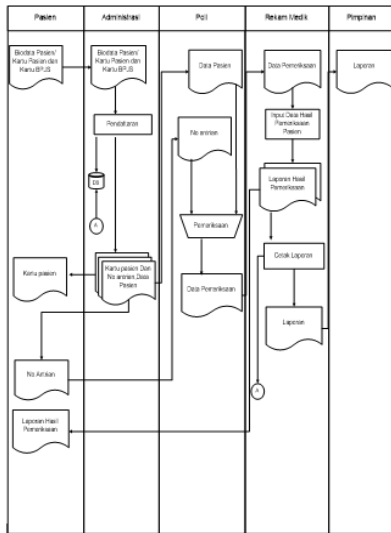 Pasien
Administrasi
Poli
Rekam Medik
Pimpinan
Biodata Pasien/
Kartu Pasien dan
Kartu BPJS
Biodata Pasien/
Kartu Pasien dan
Kartu BPJS
Data Pasien
Data Pemeriksaan
Laporan
Pendaftaran
No antrian
Input Data Hasil
Pemeriksaan
Pasien
DB
Laporan Hasil
Pemeriksaan
A
Pemeriksaan
Kartu pasien
Kartu pasien Dan
No antrian,Data
Pasien
Cetak Laporan
Data Pemeriksaan
Laporan
No Antrian
A
Laporan Hasil
Pemeriksaan